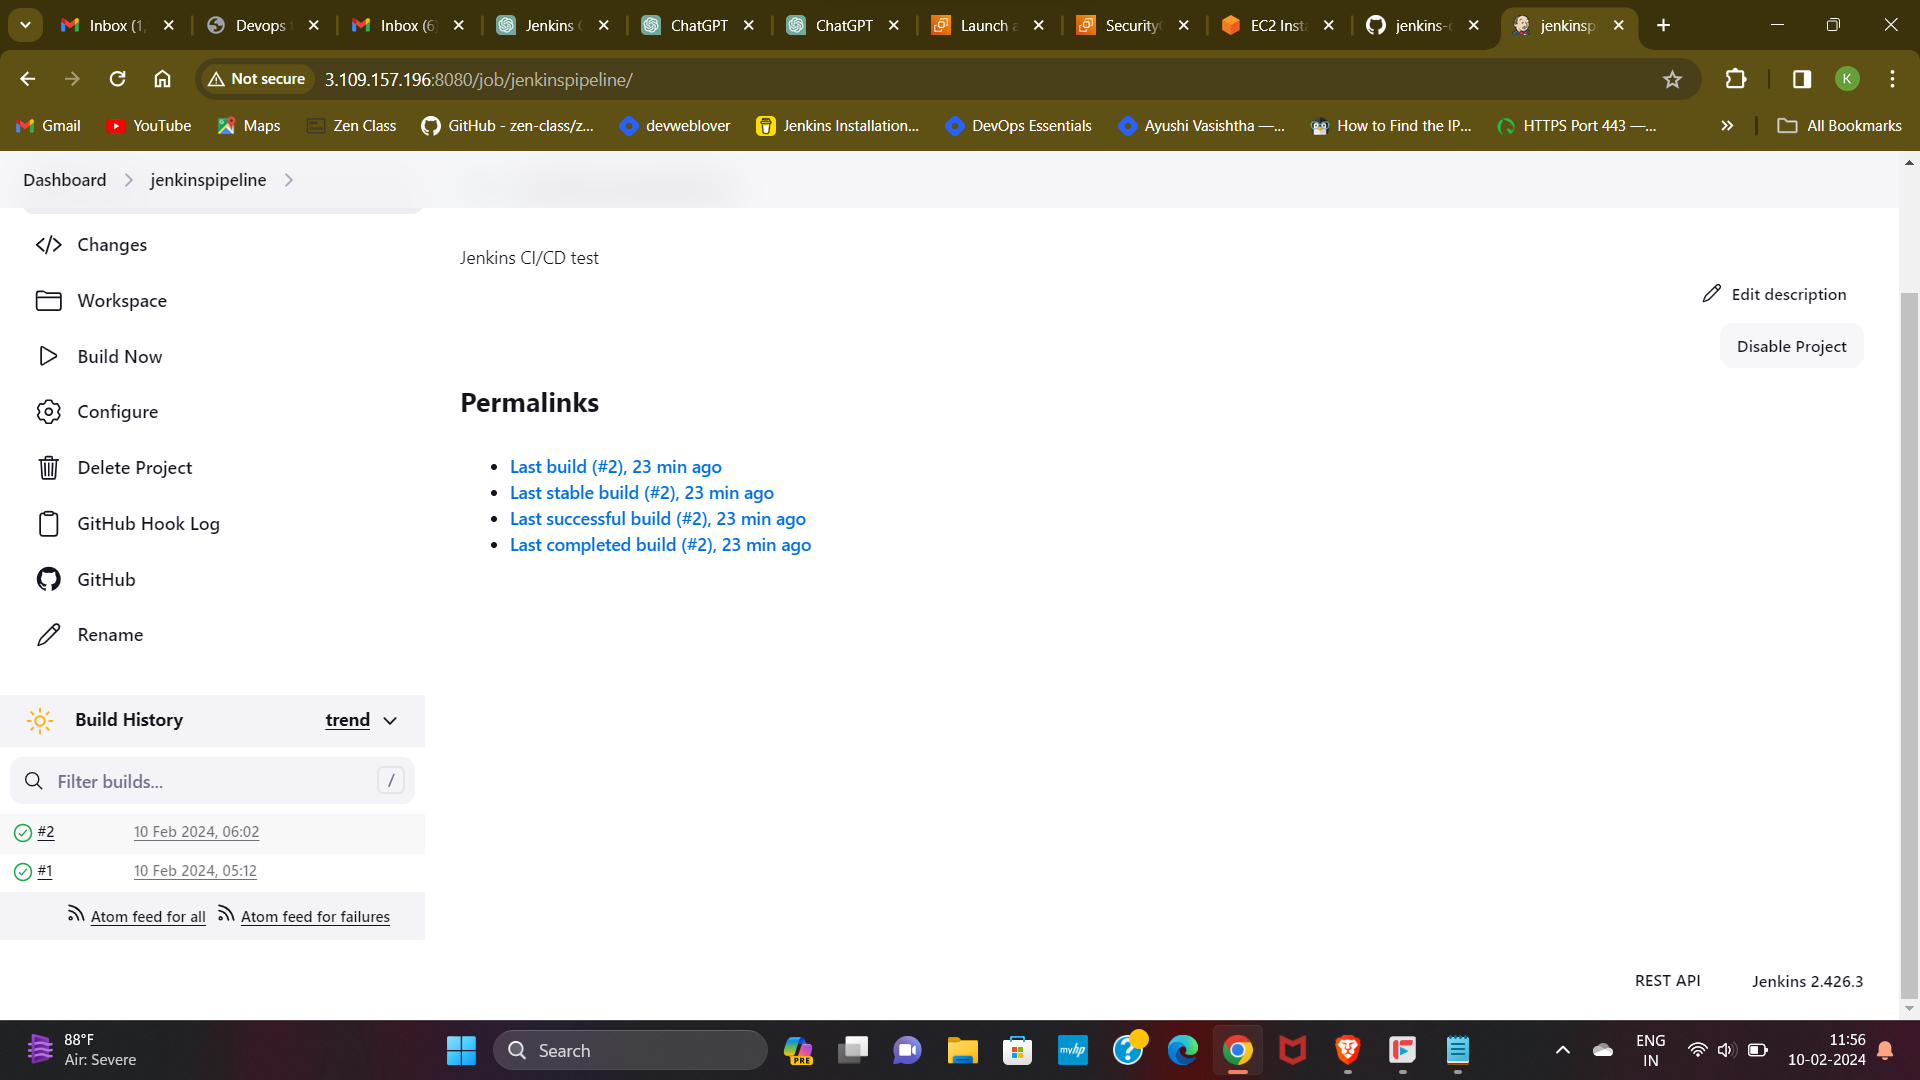 Inbox (1,
Devops
Inbox (6)
Jenkins
ChatGPT
ChatGPT
Launch
Security
EC2 Inst
jenkins-
jenkinsp
Not secure
3.109.157.196:8080/job/jenkinspipeline/
K
Gmail
YouTube
Maps
Zen Class
GitHub - zen-class/z...
devweblover
Jenkins Installation...
DevOps Essentials
Ayushi Vasishtha —...
How to Find the IP...
HTTPS Port 443 —...
All Bookmarks
Dashboard
jenkinspipeline
Changes
Workspace
Build Now
Configure
Delete Project
GitHub Hook Log
GitHub
Rename
Jenkins CI/CD test
Edit description
Disable Project
Permalinks
Last build (#2), 23 min ago
Last stable build (#2), 23 min ago
Last successful build (#2), 23 min ago
Last completed build (#2), 23 min ago
Build History
trend
Filter builds...
/
#2 10 Feb 2024, 06:02
#1 10 Feb 2024, 05:12
Atom feed for all
Atom feed for failures
REST API
Jenkins 2.426.3
88°F
Air: Severe
Search
PRE
myhp
ENG
IN
11:56
10-02-2024